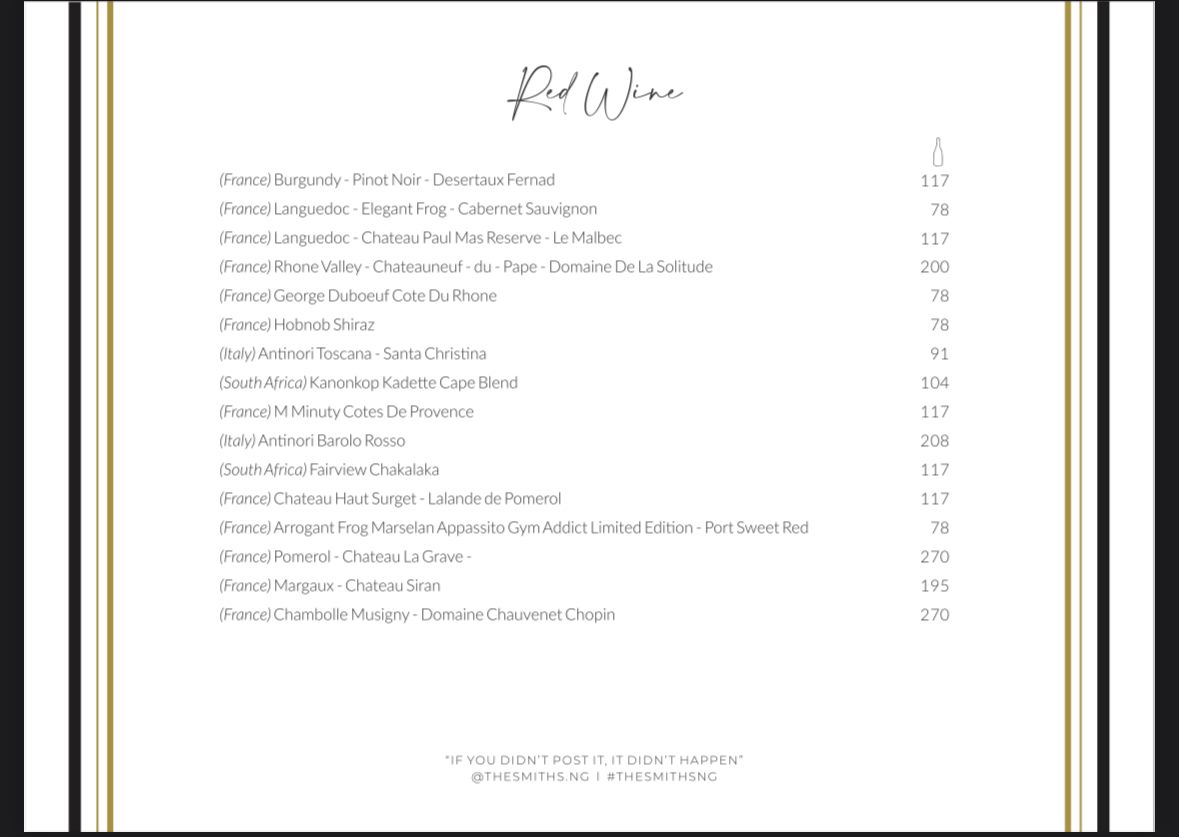 Red Wine
(France) Burgundy - Pinot Noir - Desertaux Fernad 117
(France) Languedoc - Elegant Frog - Cabernet Sauvignon 78
(France) Languedoc - Chateau Paul Mas Reserve - Le Malbec 117
(France) Rhone Valley - Chateauneuf - du - Pape - Domaine De La Solitude 200
(France) George Duboeuf Cote Du Rhone 78
(France) Hobnob Shiraz 78
(Italy) Antinori Toscana - Santa Christina 91
(South Africa) Kanonkop Kadette Cape Blend 104
(France) M Minuty Cotes De Provence 117
(Italy) Antinori Barolo Rosso 208
(South Africa) Fairview Chakalaka 117
(France) Chateau Haut Surget - Lalande de Pomerol 117
(France) Arrogant Frog Marselan Appassito Gym Addict Limited Edition - Port Sweet Red 78
(France) Pomerol - Chateau La Grave - 270
(France) Margaux - Chateau Siran 195
(France) Chambolle Musigny - Domaine Chauvenet Chopin 270
"IF YOU DIDN'T POST IT, IT DIDN'T HAPPEN"
@THESMITHS.NG | #THESMITHSNG